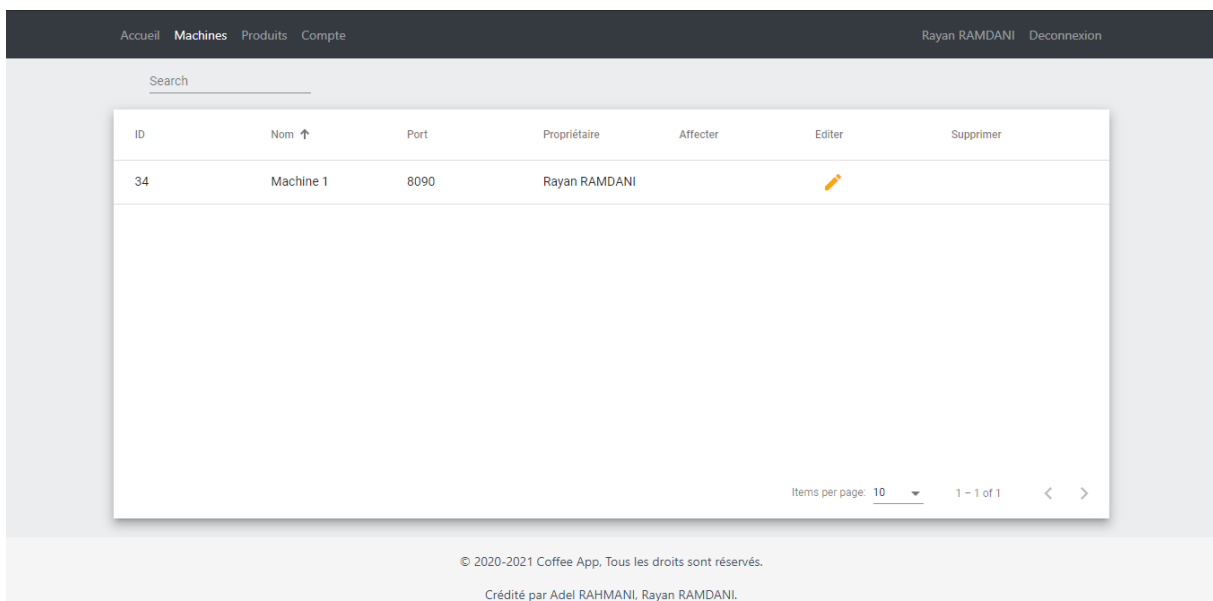 Accueil Machines Produits Compte Rayan RAMDANI Deconnexion
Search
ID Nom Port Propriétaire Affecter Editer Supprimer
34 Machine 1 8090 Rayan RAMDANI
Items per page: 10 1 – 1 of 1
© 2020-2021 Coffee App, Tous les droits sont réservés.
Crédité par Adel RAHMANI, Rayan RAMDANI.